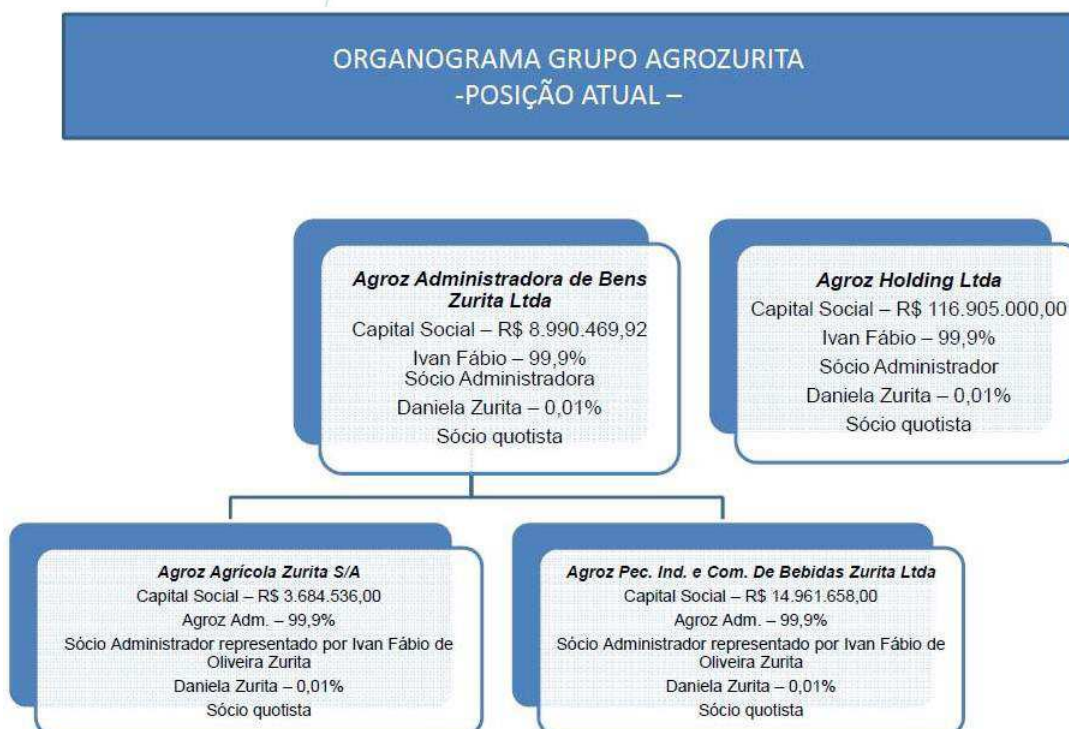 ORGANOGRAMA GRUPO AGROZURITA
-POSIÇÃO ATUAL –
Agroz Administradora de Bens
Zurita Ltda
Capital Social – R$ 8.990.469,92
Ivan Fábio – 99,9%
Sócio Administradora
Daniela Zurita – 0,01%
Sócio quotista
Agroz Holding Ltda
Capital Social – R$ 116.905.000,00
Ivan Fábio – 99,9%
Sócio Administrador
Daniela Zurita – 0,01%
Sócio quotista
Agroz Agrícola Zurita S/A
Capital Social – R$ 3.684.536,00
Agroz Adm. – 99,9%
Sócio Administrador representado por Ivan Fábio de
Oliveira Zurita
Daniela Zurita – 0,01%
Sócio quotista
Agroz Pec. Ind. e Com. De Bebidas Zurita Ltda
Capital Social – R$ 14.961.658,00
Agroz Adm. – 99,9%
Sócio Administrador representado por Ivan Fábio de
Oliveira Zurita
Daniela Zurita – 0,01%
Sócio quotista